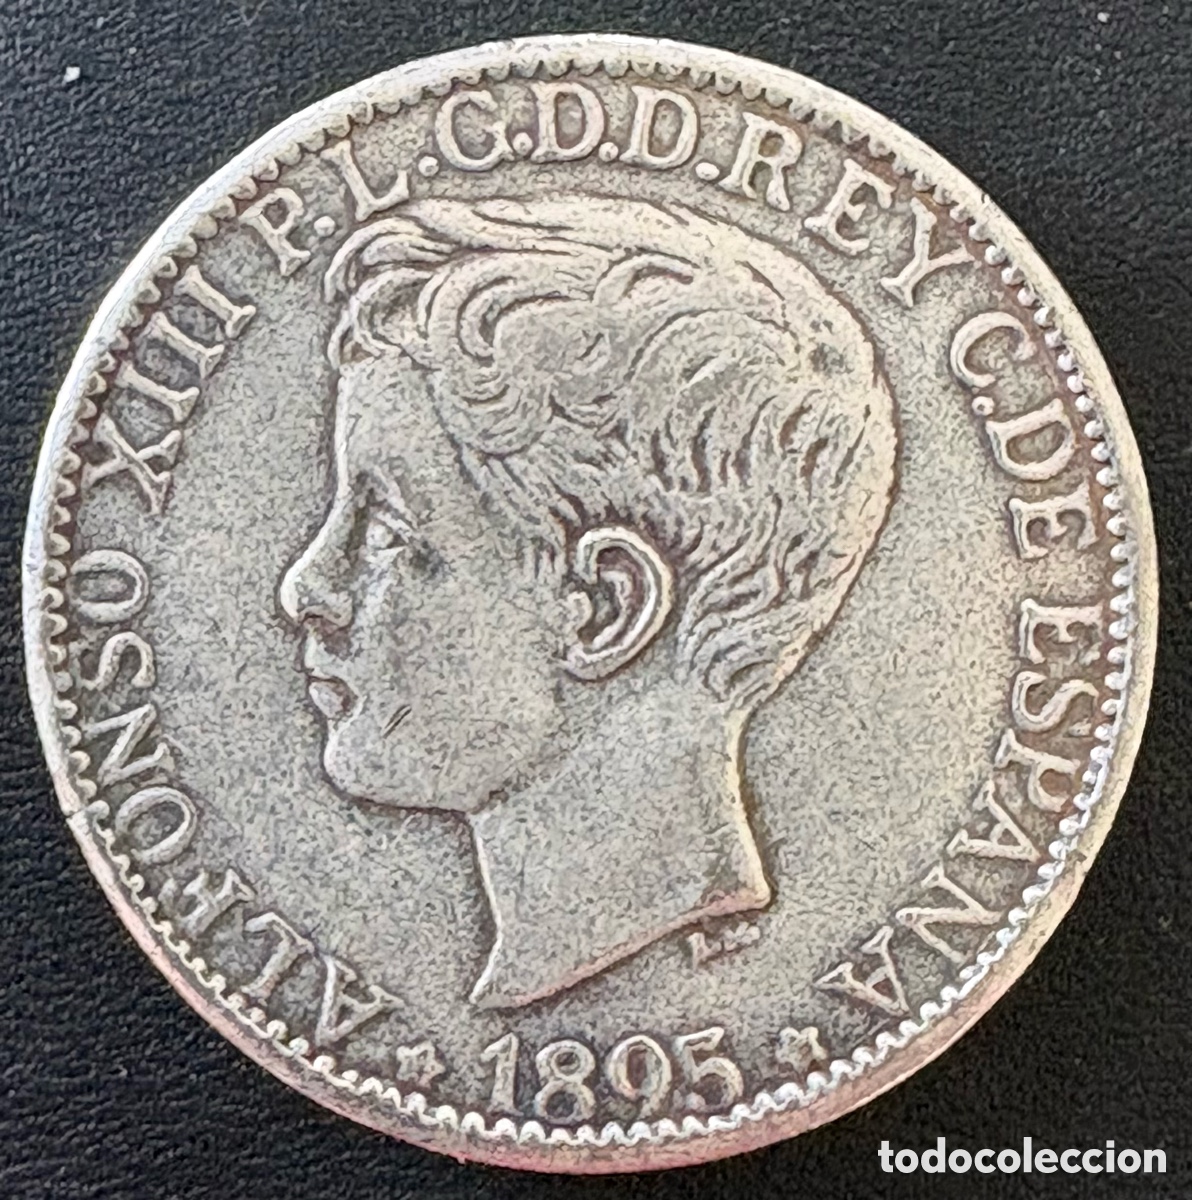 ALFONSO XIII P.L.G.D.D.REY C.DE ESPAÑA
1895
todocoleccion